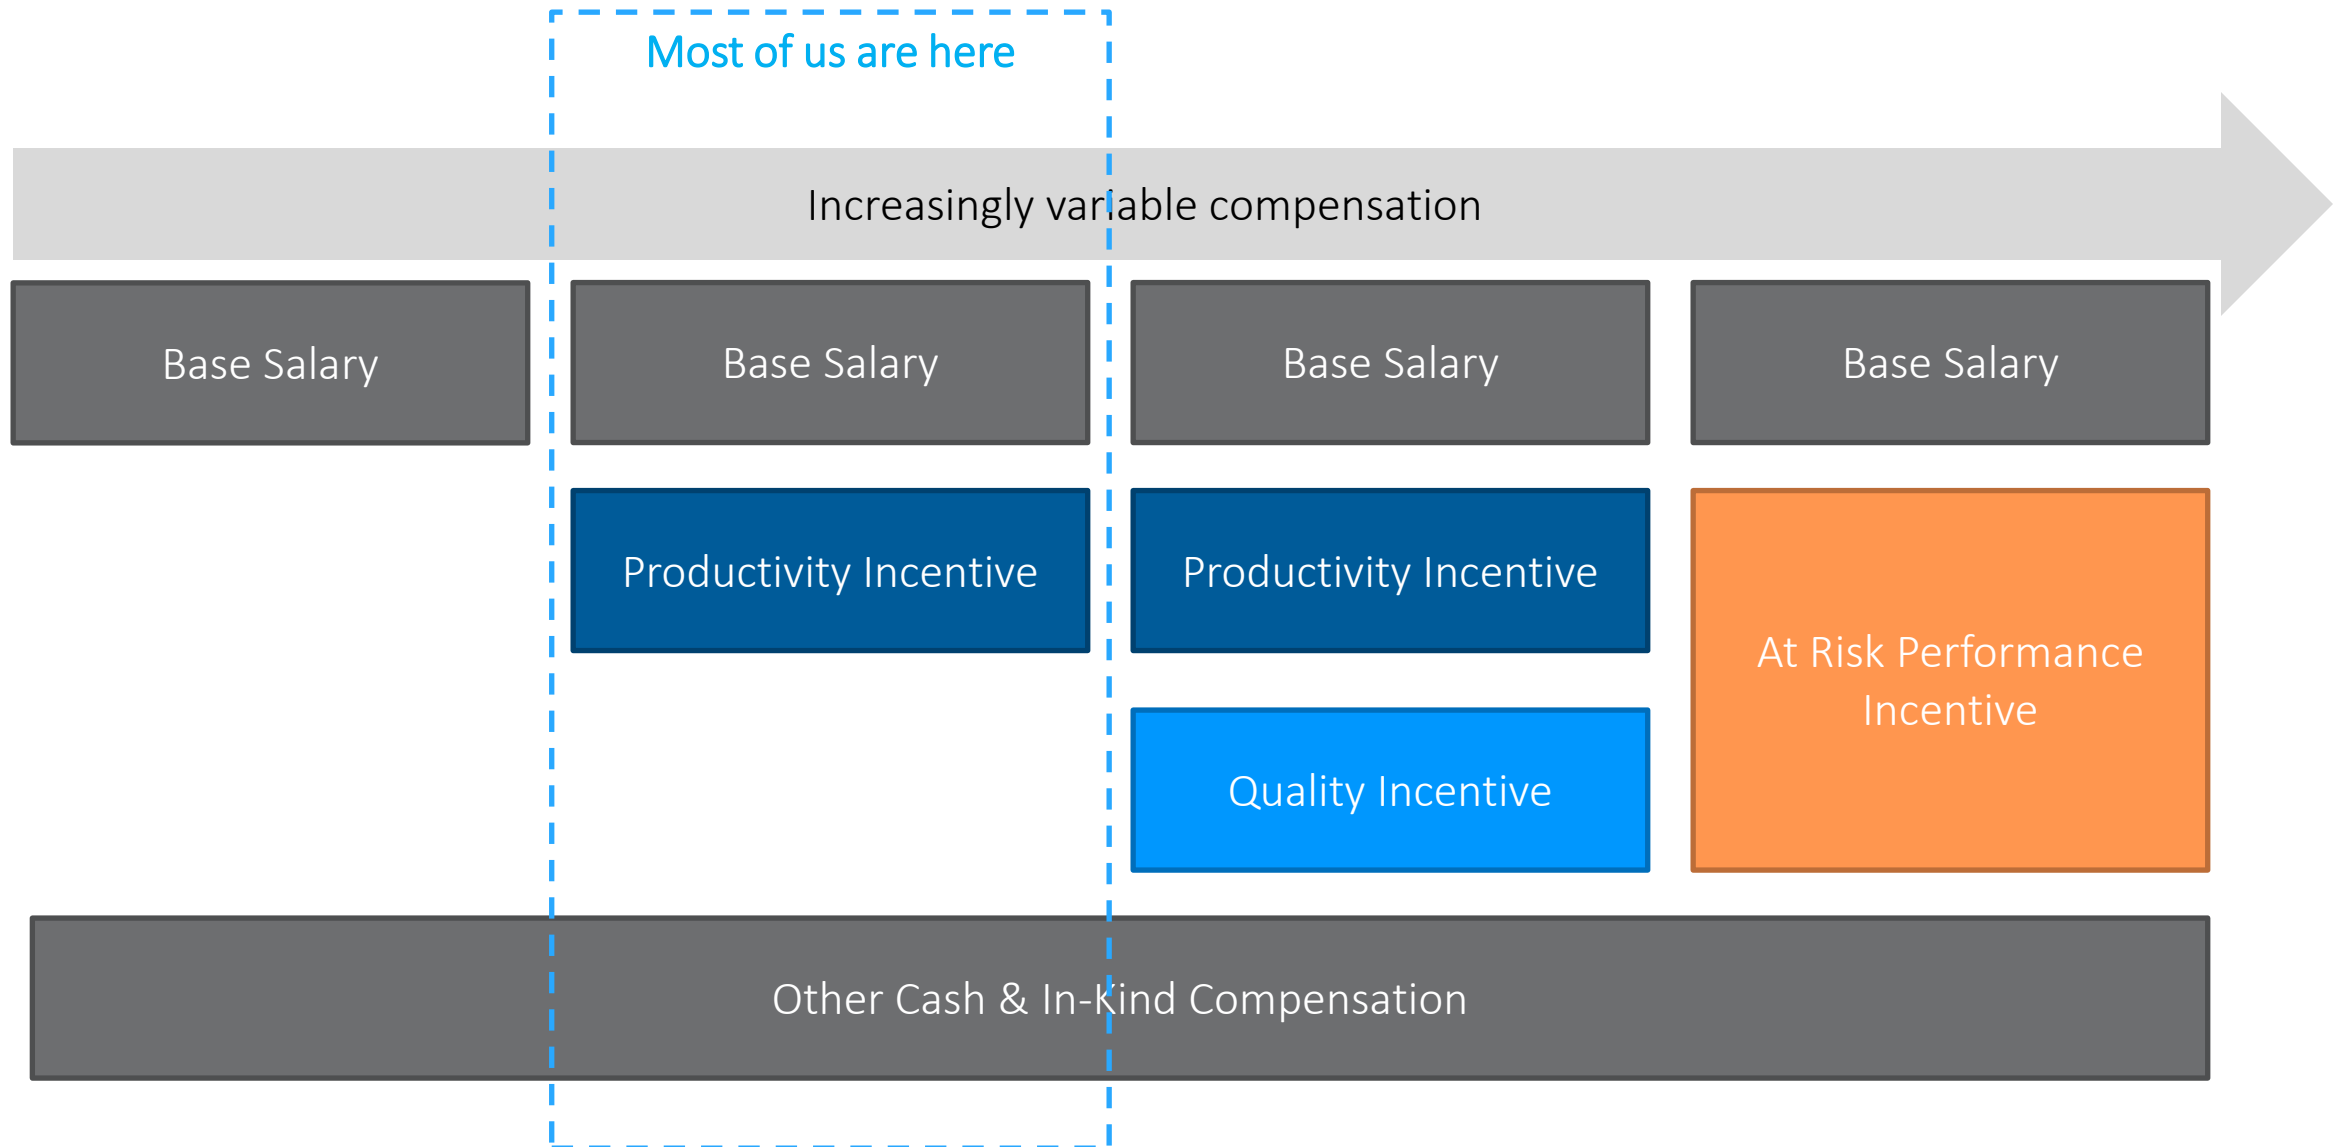 Most of us are here
Increasingly variable compensation
Base Salary
Base Salary
Base Salary
Base Salary
Productivity Incentive
Productivity Incentive
At Risk Performance
Incentive
Quality Incentive
Other Cash & In-Kind Compensation